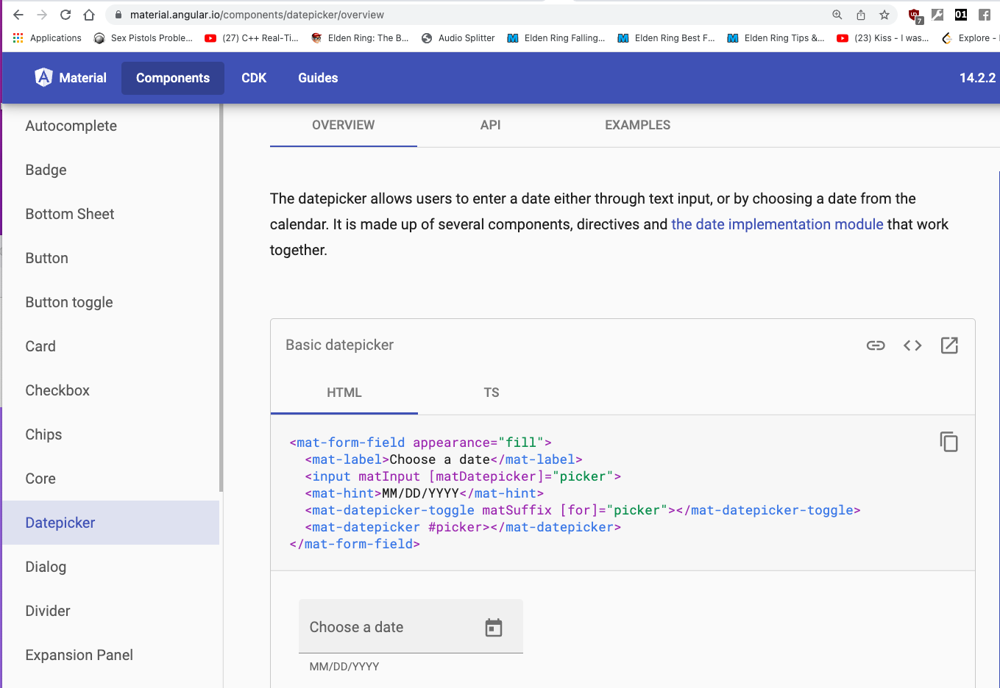 material.angular.io/components/datepicker/overview
7
01
Applications
Sex Pistols Proble...
(27) C++ Real-Ti...
Elden Ring: The B...
Audio Splitter
Elden Ring Falling...
Elden Ring Best F...
Elden Ring Tips &...
(23) Kiss - I was...
Explore -
Material
Components
CDK
Guides
14.2.2
Autocomplete
Badge
Bottom Sheet
Button
Button toggle
Card
Checkbox
Chips
Core
Datepicker
Dialog
Divider
Expansion Panel
OVERVIEW
API
EXAMPLES
The datepicker allows users to enter a date either through text input, or by choosing a date from the
calendar. It is made up of several components, directives and the date implementation module that work
together.
Basic datepicker
HTML
TS
<mat-form-field appearance="fill">
<mat-label>Choose a date</mat-label>
<input matInput [matDatepicker]="picker">
<mat-hint>MM/DD/YYYY</mat-hint>
<mat-datepicker-toggle matSuffix [for]="picker"></mat-datepicker-toggle>
<mat-datepicker #picker></mat-datepicker>
</mat-form-field>
Choose a date
MM/DD/YYYY